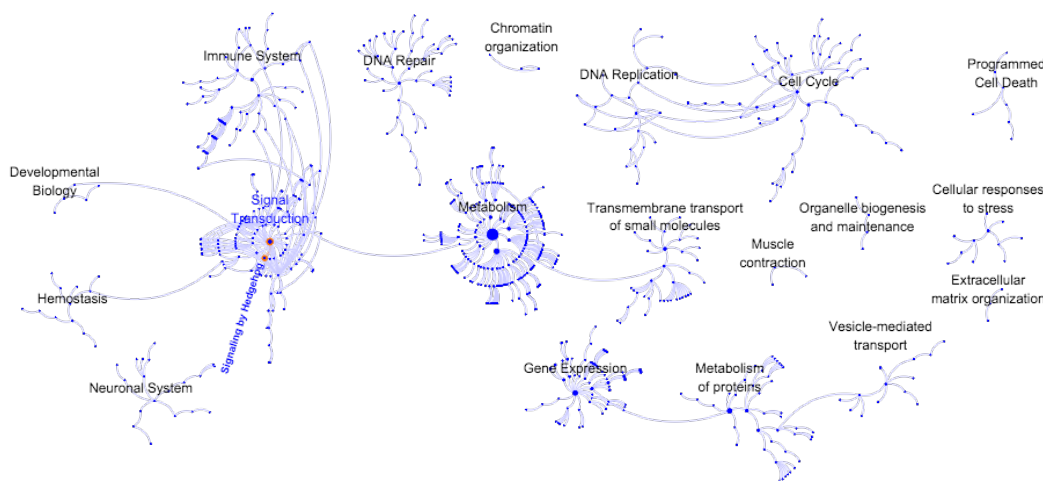 Chromatin
organization
Immune System
DNA Repair
DNA Replication
Cell Cycle
Programmed
Cell Death
Developmental
Biology
Signal
Transduction
Metabolism
Transmembrane transport
of small molecules
Organelle biogenesis
and maintenance
Cellular responses
to stress
Muscle
contraction
Hemostasis
Signaling by Hedgehog
Extracellular
matrix organization
Vesicle-mediated
transport
Neuronal System
Gene Expression
Metabolism
of proteins